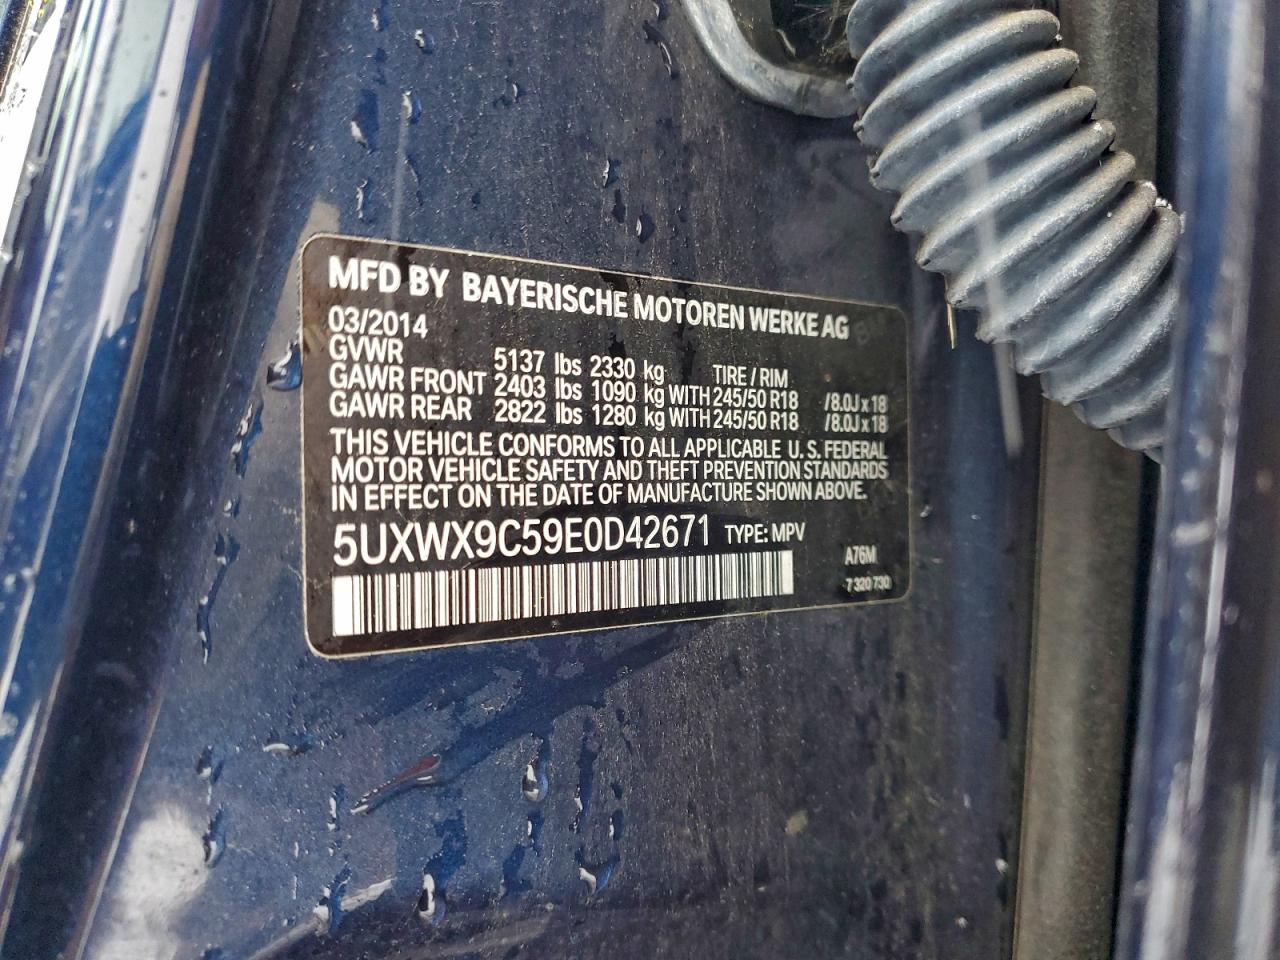 MFD BY BAYERISCHE MOTOREN WERKE AG
03/2014
GVWR 5137 lbs 2330 kg TIRE / RIM
GAWR FRONT 2403 lbs 1090 kg WITH 245/50 R18 /8.0J x 18
GAWR REAR 2822 lbs 1280 kg WITH 245/50 R18 /8.0J x 18
THIS VEHICLE CONFORMS TO ALL APPLICABLE U.S. FEDERAL
MOTOR VEHICLE SAFETY AND THEFT PREVENTION STANDARDS
IN EFFECT ON THE DATE OF MANUFACTURE SHOWN ABOVE.
5UXWX9C59E0D42671 TYPE: MPV
A76M
7 320 730